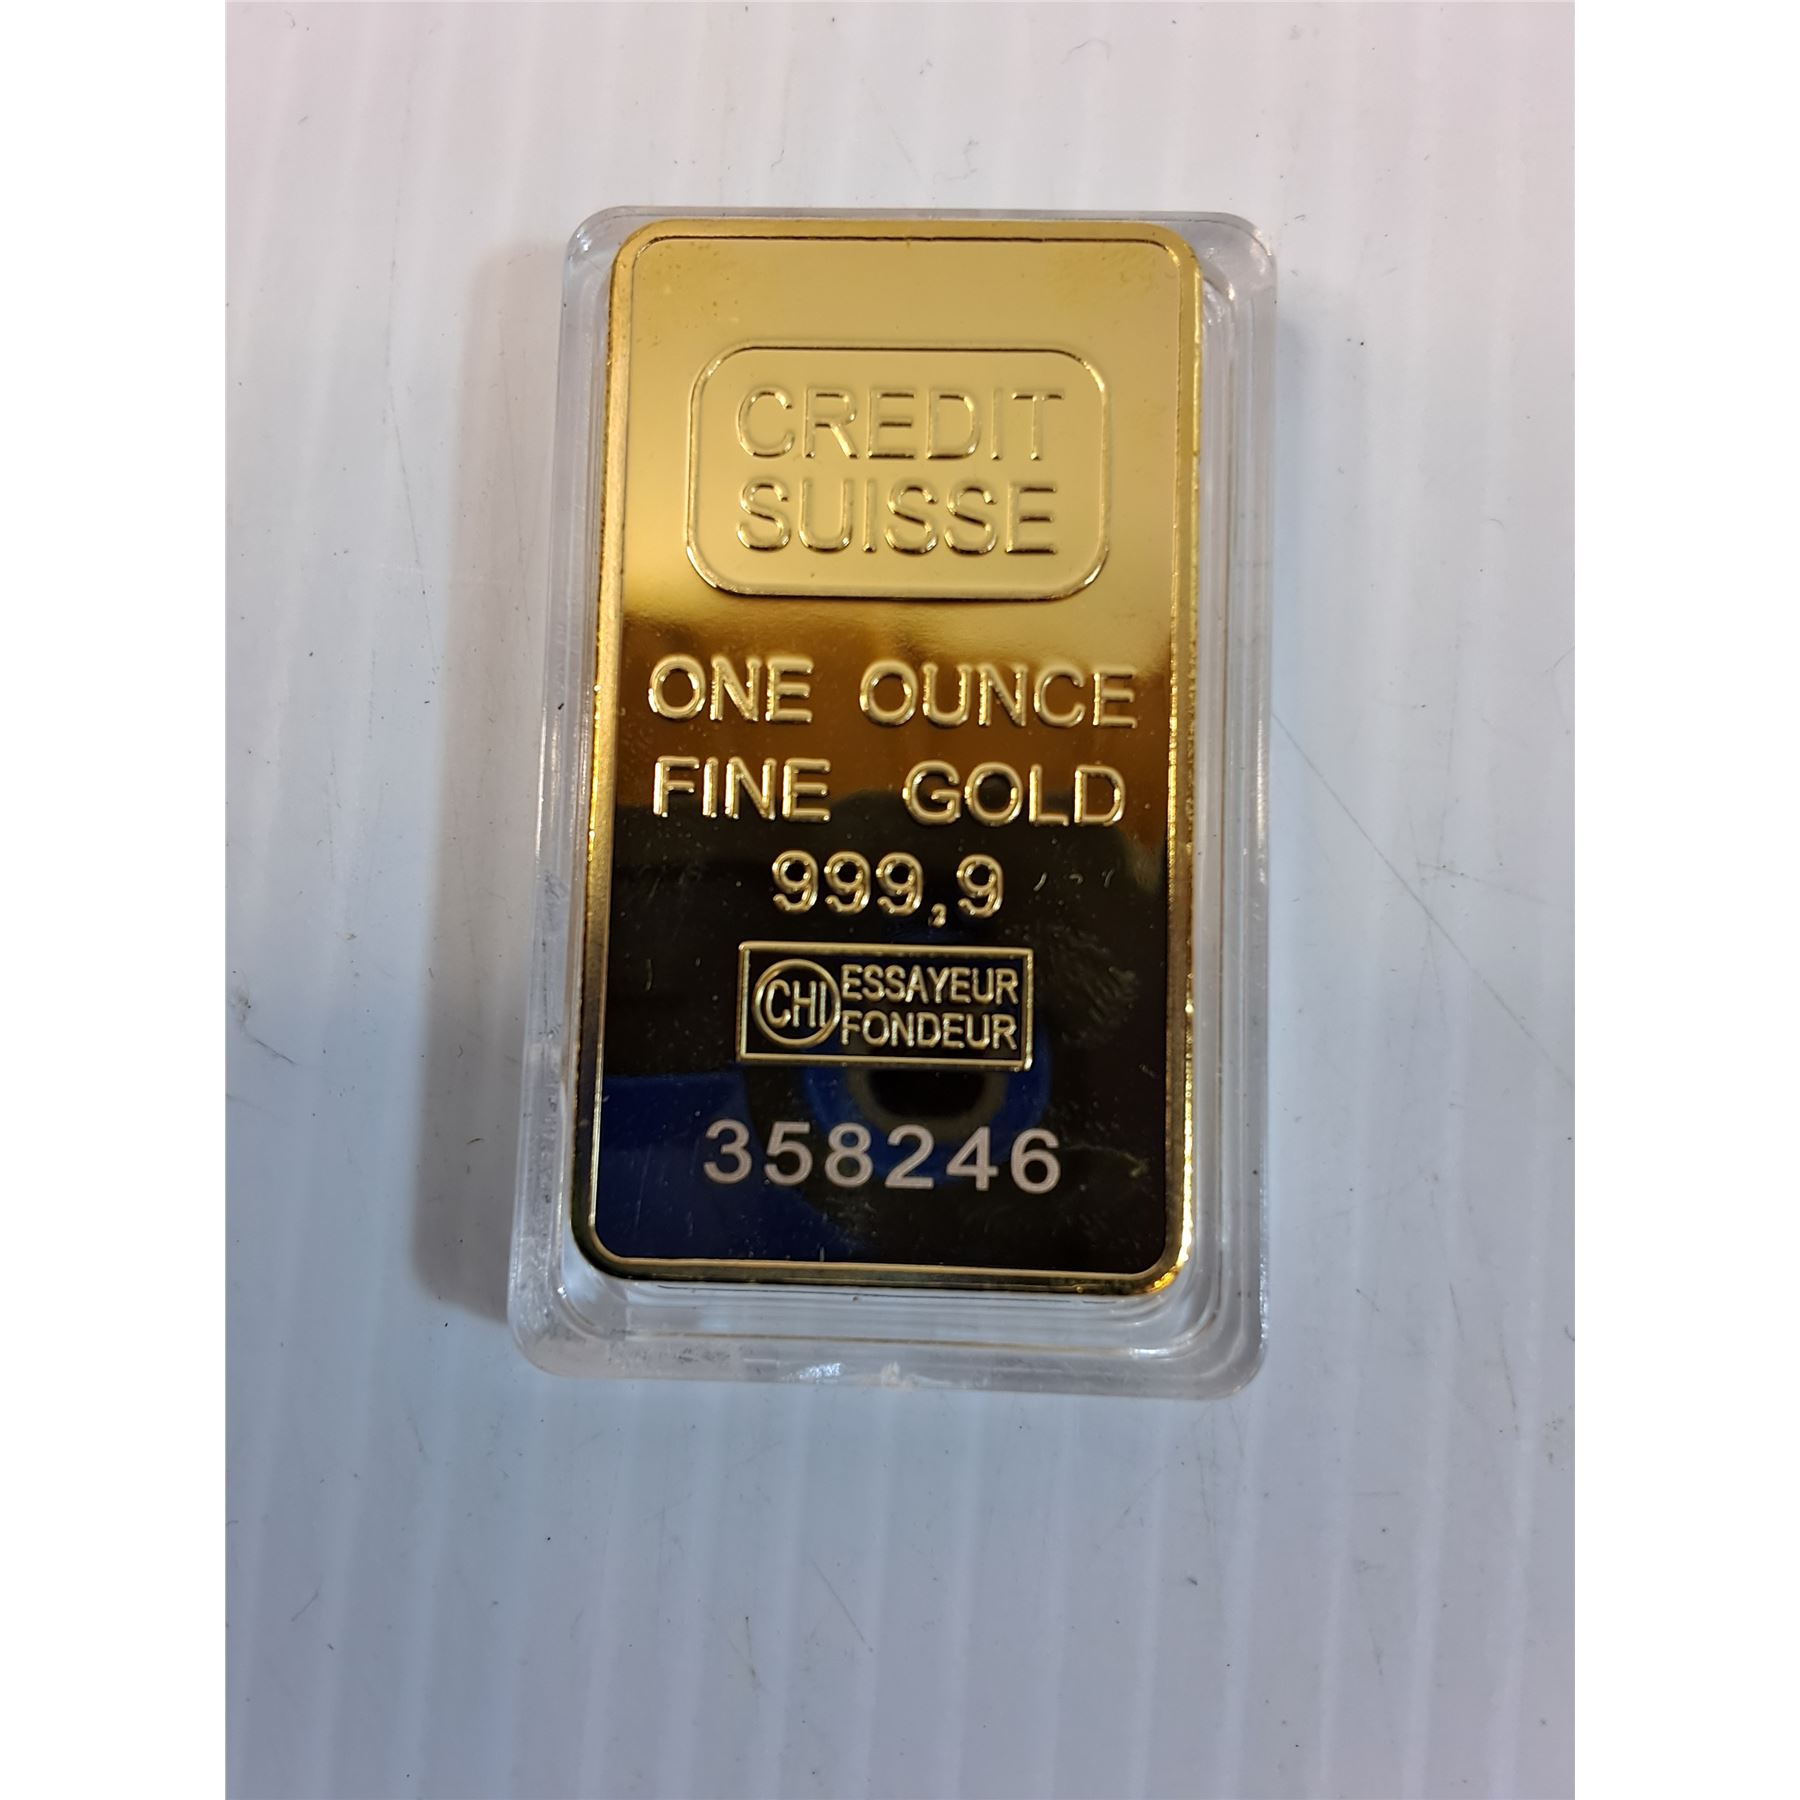 CREDIT
SUISSE
ONE OUNCE
FINE GOLD
999,9
CHI ESSAYEUR
FONDEUR
358246